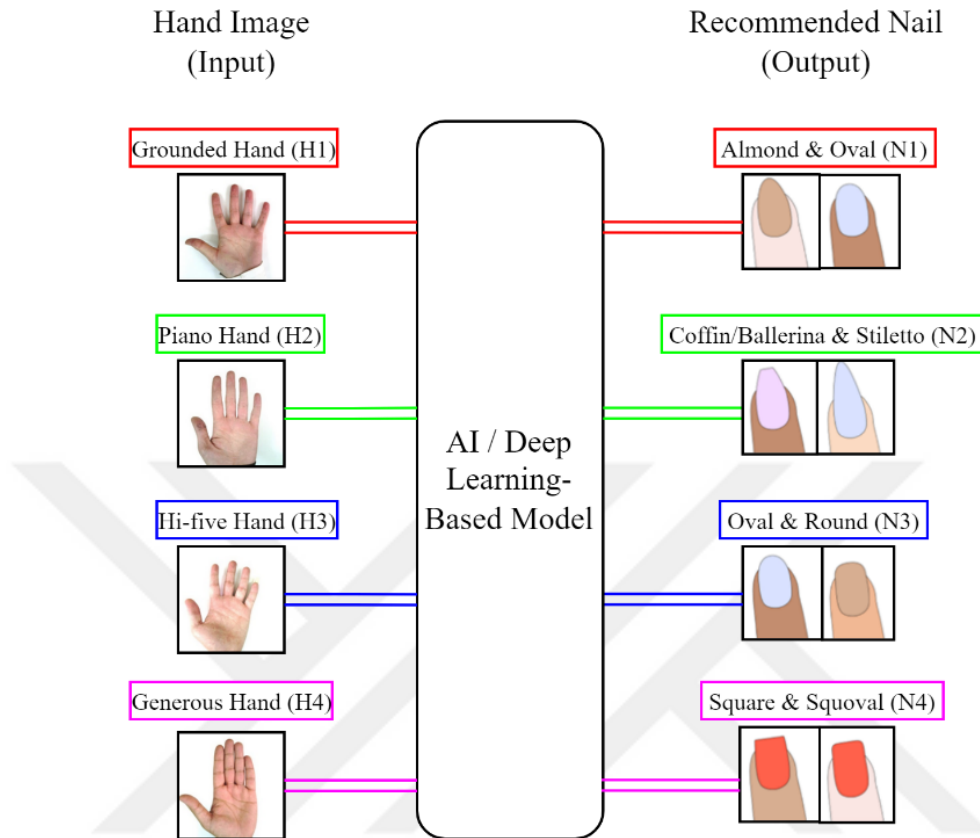 Hand Image
(Input)
Recommended Nail
(Output)
Grounded Hand (H1)
Almond & Oval (N1)
Piano Hand (H2)
Coffin/Ballerina & Stiletto (N2)
AI / Deep
Learning-
Based Model
Hi-five Hand (H3)
Oval & Round (N3)
Generous Hand (H4)
Square & Squoval (N4)